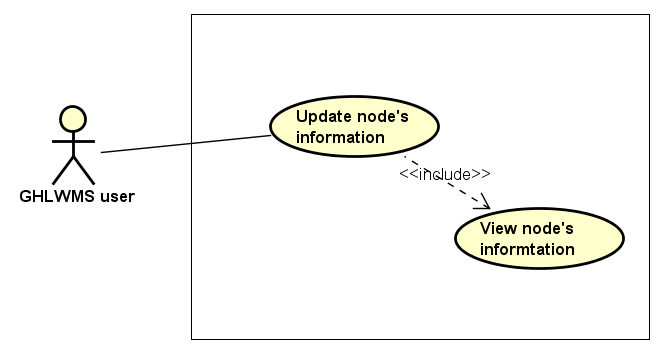 Update node's
information
<<include>>
GHLWMS user
View node's
informtation